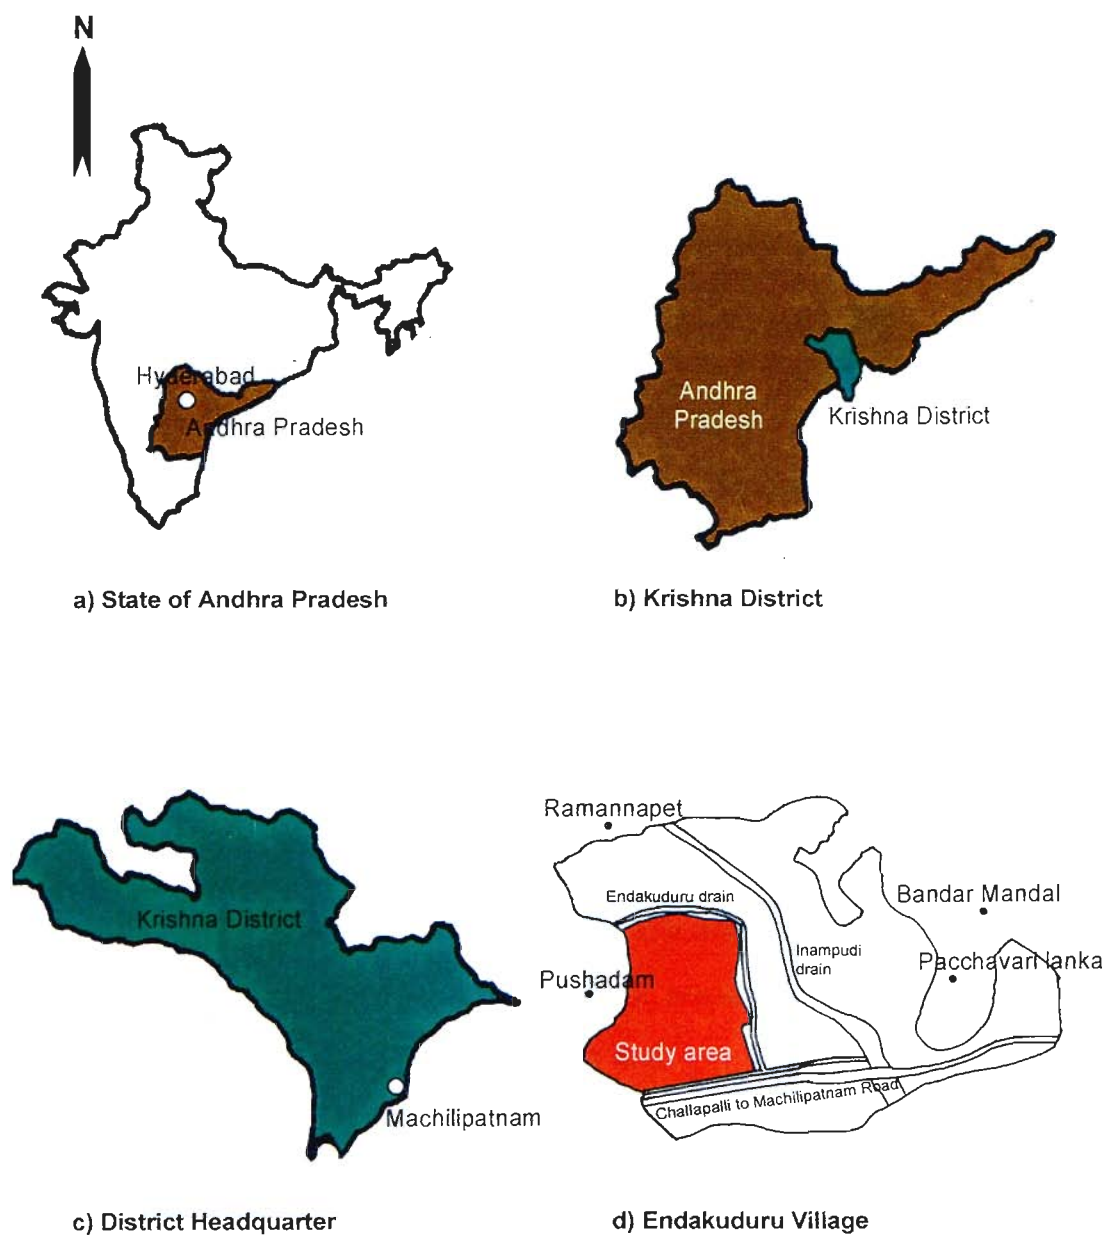 N
Hyderabad
Andhra Pradesh
Andhra
Pradesh
Krishna District
a) State of Andhra Pradesh
b) Krishna District
Krishna District
Machilipatnam
Ramannapet
Endakuduru drain
Bandar Mandal
Inampudi
drain
Pacchavari lanka
Pushadam
Study area
Challapalli to Machilipatnam Road
c) District Headquarter
d) Endakuduru Village